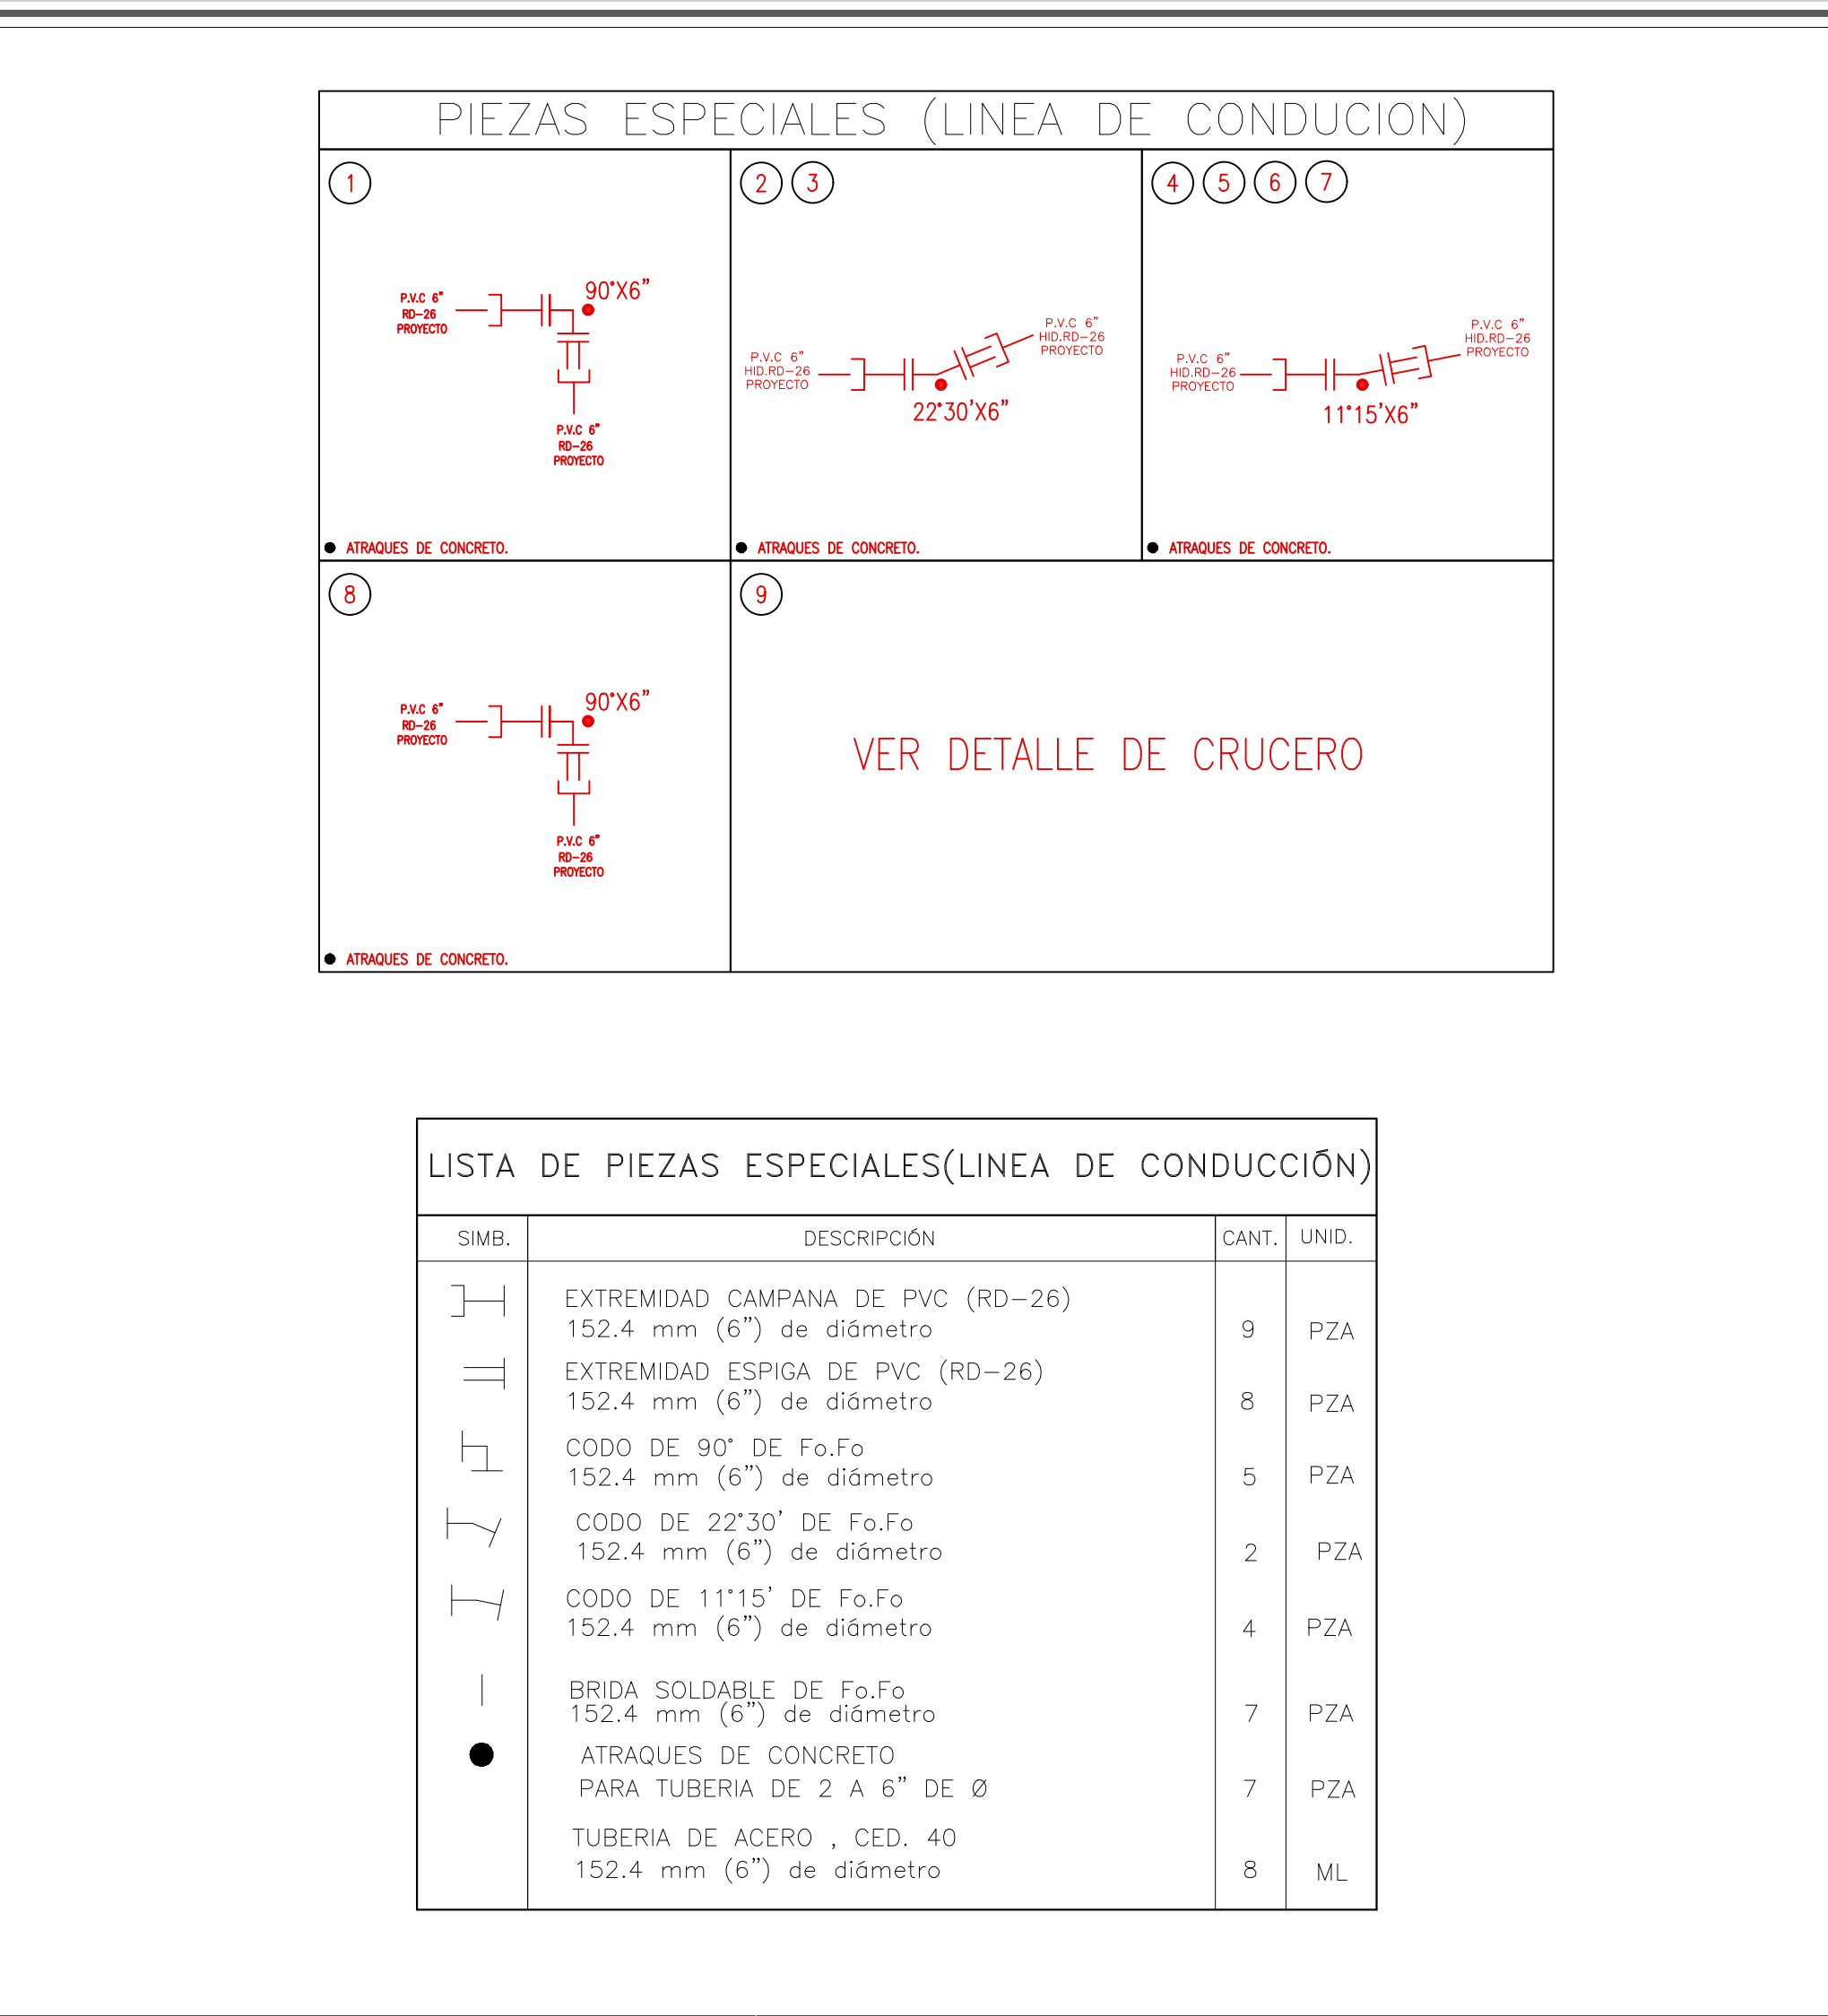 PIEZAS ESPECIALES (LINEA DE CONDUCION)
1
90°X6"
P.V.C 6"
RD-26
PROYECTO
P.V.C 6"
RD-26
PROYECTO
ATRAQUES DE CONCRETO.
2 3
P.V.C 6"
HID.RD-26
PROYECTO
P.V.C 6"
HID.RD-26
PROYECTO
22°30'X6"
ATRAQUES DE CONCRETO.
4 5 6 7
P.V.C 6"
HID.RD-26
PROYECTO
P.V.C 6"
HID.RD-26
PROYECTO
11°15'X6"
ATRAQUES DE CONCRETO.
8
90°X6"
P.V.C 6"
RD-26
PROYECTO
P.V.C 6"
RD-26
PROYECTO
ATRAQUES DE CONCRETO.
9
VER DETALLE DE CRUCERO
LISTA DE PIEZAS ESPECIALES(LINEA DE CONDUCCIÓN)
SIMB. DESCRIPCIÓN CANT. UNID.
EXTREMIDAD CAMPANA DE PVC (RD-26)
152.4 mm (6") de diámetro 9 PZA
EXTREMIDAD ESPIGA DE PVC (RD-26)
152.4 mm (6") de diámetro 8 PZA
CODO DE 90° DE Fo.Fo
152.4 mm (6") de diámetro 5 PZA
CODO DE 22°30' DE Fo.Fo
152.4 mm (6") de diámetro 2 PZA
CODO DE 11°15' DE Fo.Fo
152.4 mm (6") de diámetro 4 PZA
BRIDA SOLDABLE DE Fo.Fo
152.4 mm (6") de diámetro 7 PZA
ATRAQUES DE CONCRETO
PARA TUBERIA DE 2 A 6" DE Ø 7 PZA
TUBERIA DE ACERO , CED. 40
152.4 mm (6") de diámetro 8 ML